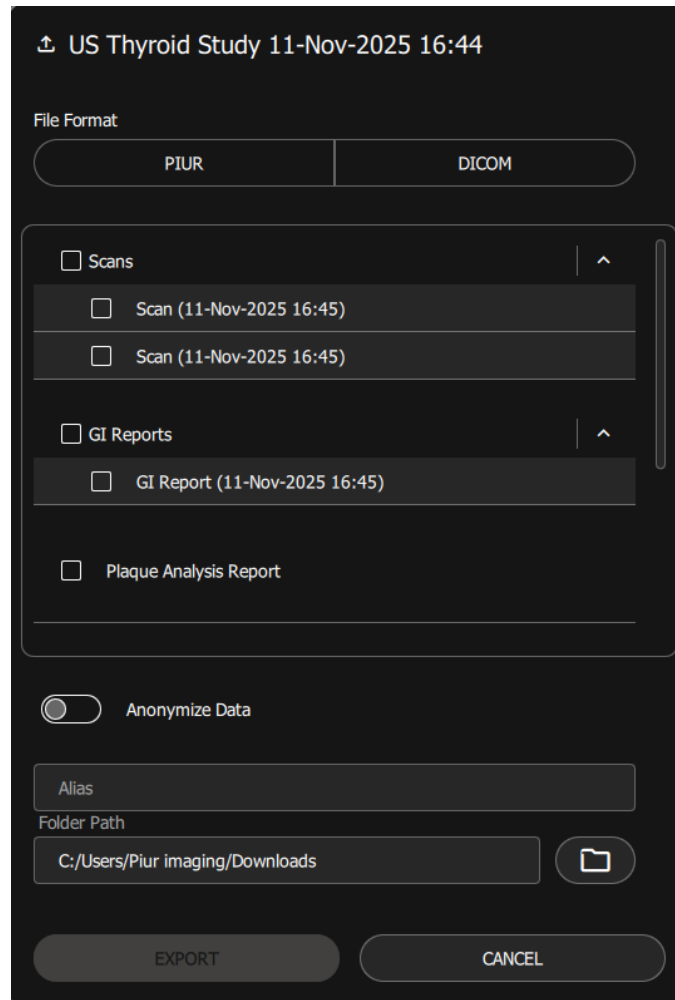 US Thyroid Study 11-Nov-2025 16:44
File Format
PIUR DICOM
Scans
Scan (11-Nov-2025 16:45)
Scan (11-Nov-2025 16:45)
GI Reports
GI Report (11-Nov-2025 16:45)
Plaque Analysis Report
Anonymize Data
Alias
Folder Path
C:/Users/Piur imaging/Downloads
EXPORT CANCEL